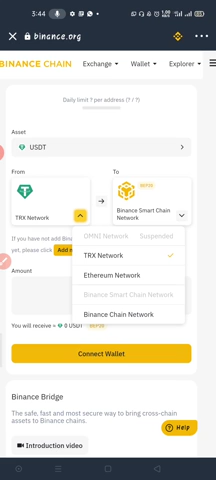 3:44
binance.org
BINANCE CHAIN
Exchange
Wallet
Explorer
Daily limit ? per address (? / ?)
Asset
USDT
From
To
TRX Network
BEP20
Binance Smart Chain Network
OMNI Network Suspended
TRX Network
Ethereum Network
Binance Smart Chain Network
Binance Chain Network
If you have not add Bina
yet, please click Add n
Amount
You will receive ≈ 0 USDT BEP20
Connect Wallet
Binance Bridge
The safe, fast and most secure way to bring cross-chain
assets to Binance chains.
Help
Introduction video